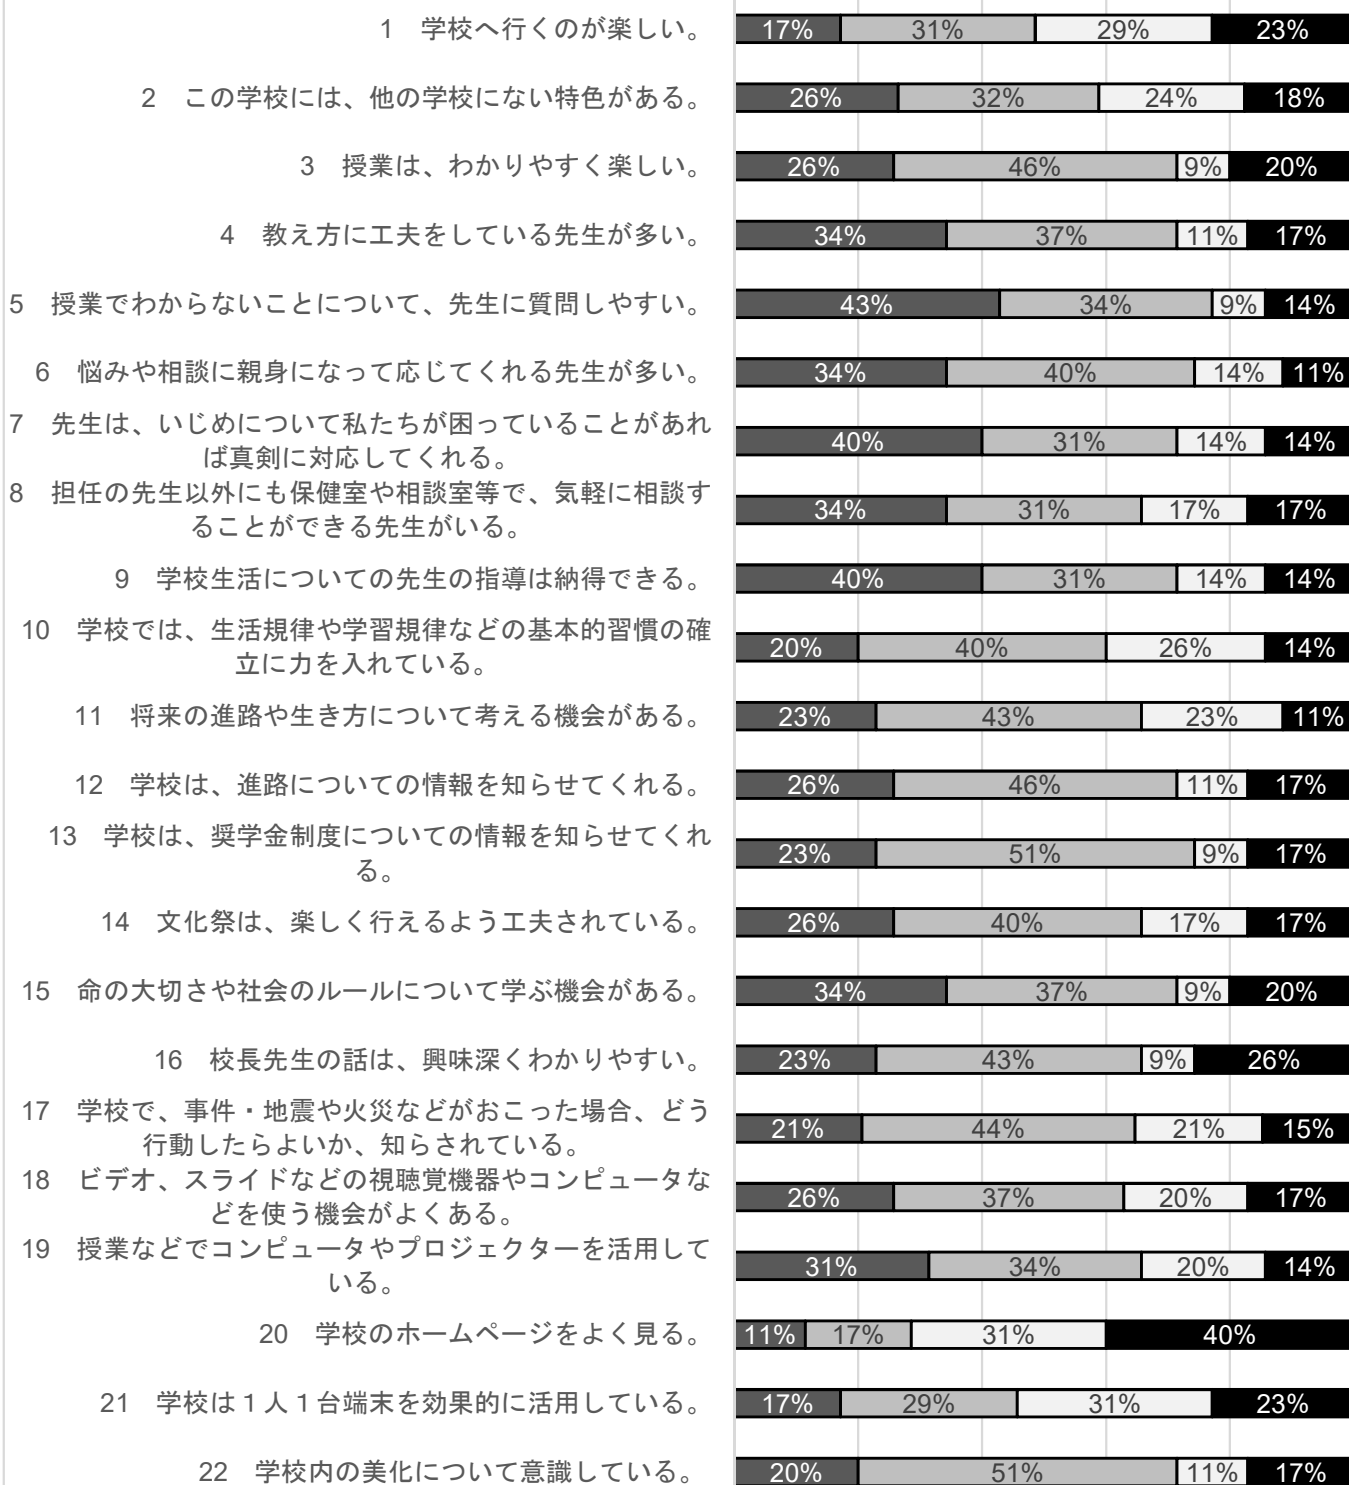 1　学校へ行くのが楽しい。 17% 31% 29% 23%
2　この学校には、他の学校にない特色がある。 26% 32% 24% 18%
3　授業は、わかりやすく楽しい。 26% 46% 9% 20%
4　教え方に工夫をしている先生が多い。 34% 37% 11% 17%
5　授業でわからないことについて、先生に質問しやすい。 43% 34% 9% 14%
6　悩みや相談に親身になって応じてくれる先生が多い。 34% 40% 14% 11%
7　先生は、いじめについて私たちが困っていることがあれ
ば真剣に対応してくれる。 40% 31% 14% 14%
8　担任の先生以外にも保健室や相談室等で、気軽に相談す
ることができる先生がいる。 34% 31% 17% 17%
9　学校生活についての先生の指導は納得できる。 40% 31% 14% 14%
10　学校では、生活規律や学習規律などの基本的習慣の確
立に力を入れている。 20% 40% 26% 14%
11　将来の進路や生き方について考える機会がある。 23% 43% 23% 11%
12　学校は、進路についての情報を知らせてくれる。 26% 46% 11% 17%
13　学校は、奨学金制度についての情報を知らせてくれ
る。 23% 51% 9% 17%
14　文化祭は、楽しく行えるよう工夫されている。 26% 40% 17% 17%
15　命の大切さや社会のルールについて学ぶ機会がある。 34% 37% 9% 20%
16　校長先生の話は、興味深くわかりやすい。 23% 43% 9% 26%
17　学校で、事件・地震や火災などがおこった場合、どう
行動したらよいか、知らされている。 21% 44% 21% 15%
18　ビデオ、スライドなどの視聴覚機器やコンピュータな
どを使う機会がよくある。 26% 37% 20% 17%
19　授業などでコンピュータやプロジェクターを活用して
いる。 31% 34% 20% 14%
20　学校のホームページをよく見る。 11% 17% 31% 40%
21　学校は１人１台端末を効果的に活用している。 17% 29% 31% 23%
22　学校内の美化について意識している。 20% 51% 11% 17%